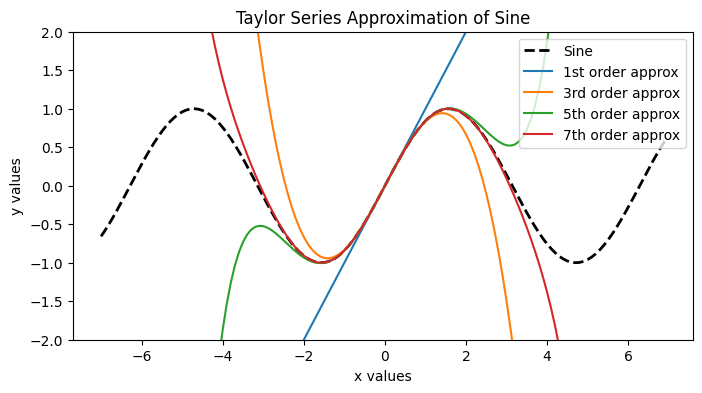 Taylor Series Approximation of Sine
Sine
1st order approx
3rd order approx
5th order approx
7th order approx
2.0
1.5
1.0
0.5
0.0
−0.5
−1.0
−1.5
−2.0
y values
−6 −4 −2 0 2 4 6
x values